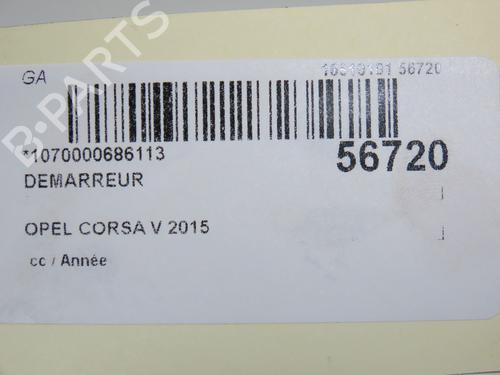 GA
56720
*1070000686113
56720
DEMARREUR
OPEL CORSA V 2015
cc / Année
B-PARTS